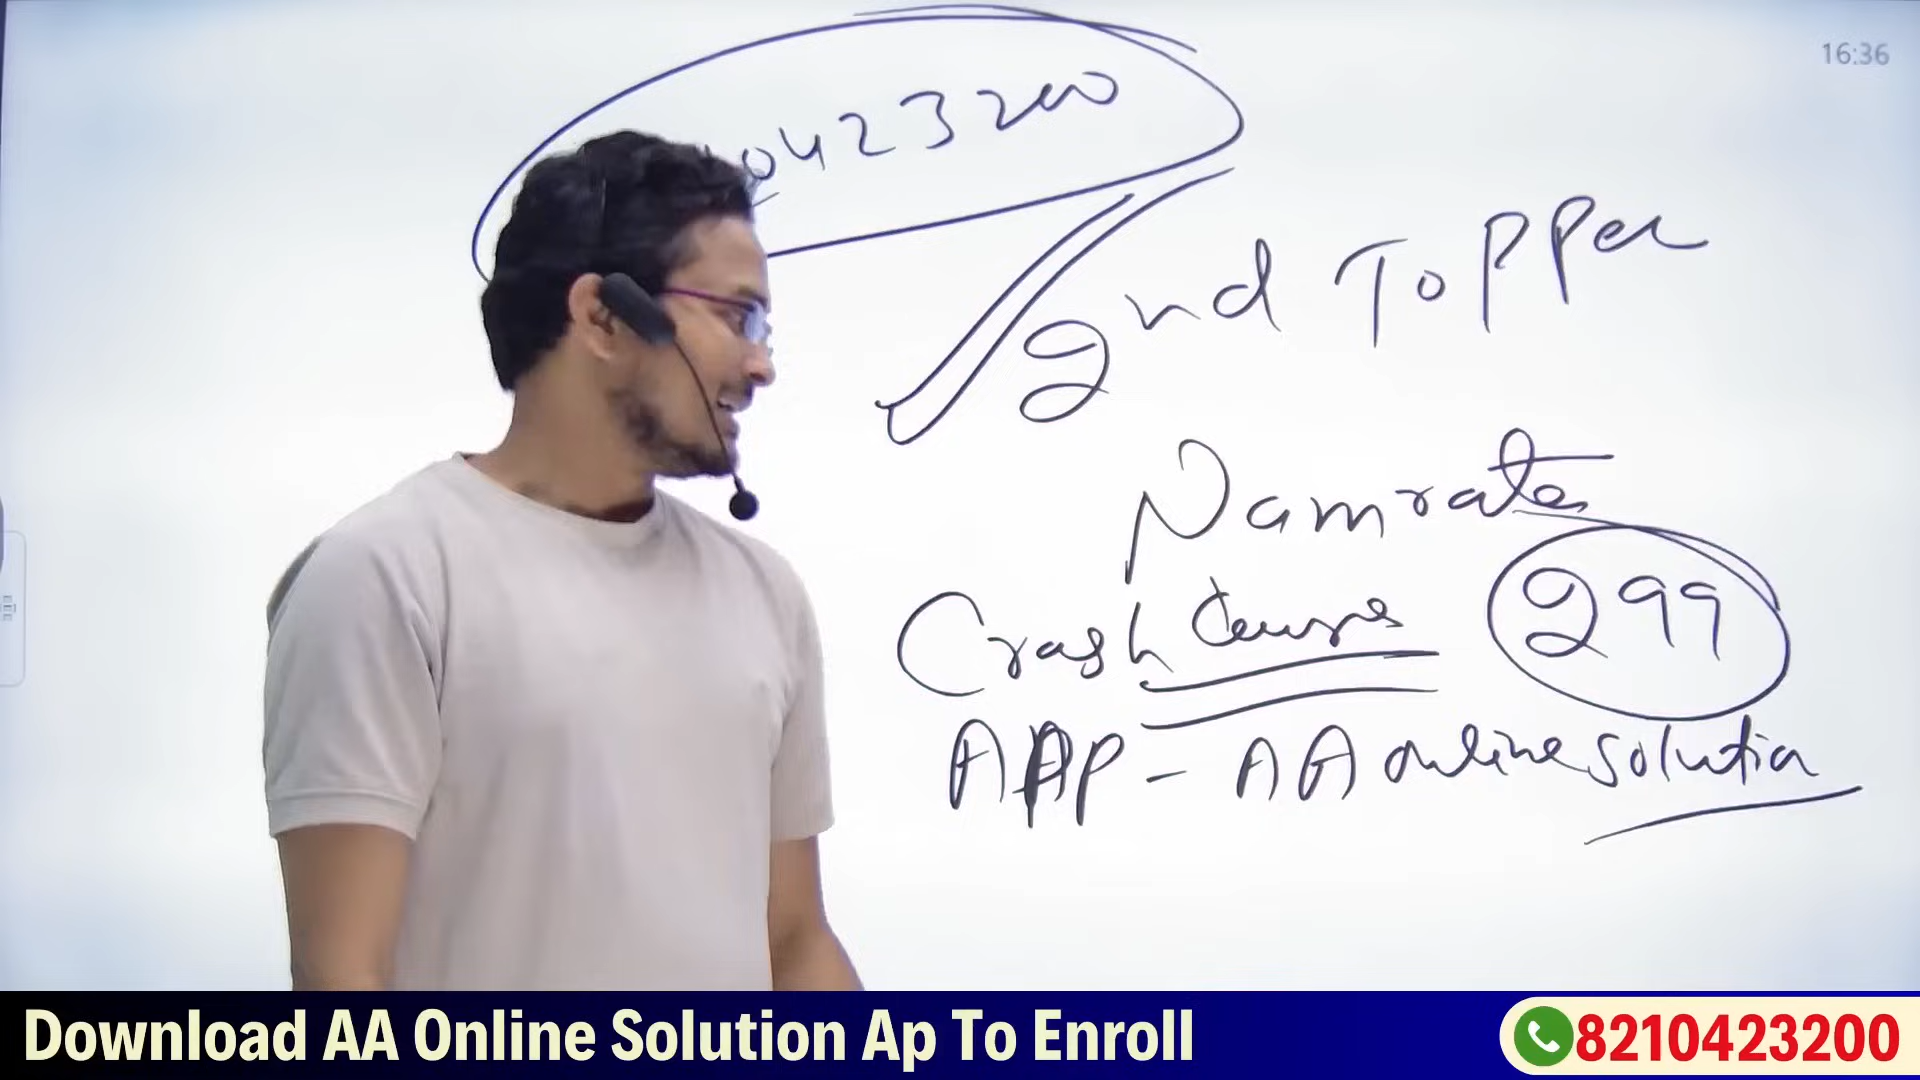 16:36
0423200
2nd Topper
Namrata
Crash Course 299
APP - AA online solution
Download AA Online Solution Ap To Enroll
8210423200